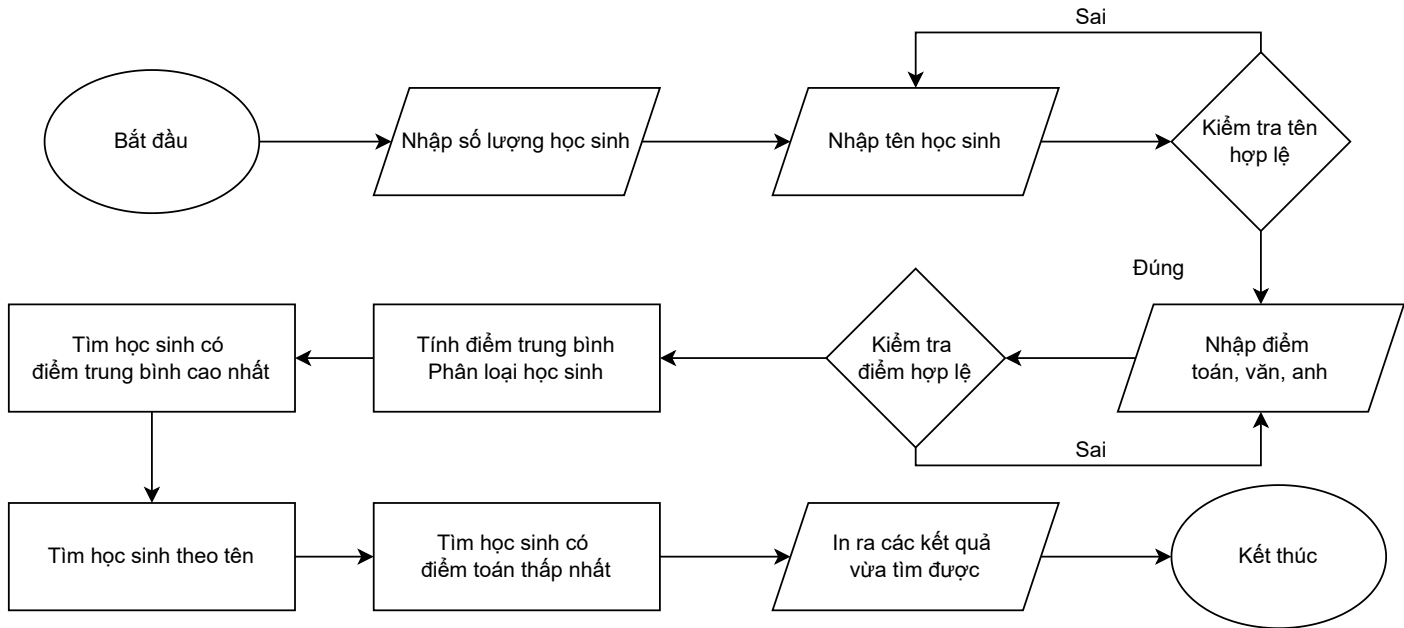 Sai
Bắt đầu
Nhập số lượng học sinh
Nhập tên học sinh
Kiểm tra tên
hợp lệ
Đúng
Tìm học sinh có
điểm trung bình cao nhất
Tính điểm trung bình
Phân loại học sinh
Kiểm tra
điểm hợp lệ
Nhập điểm
toán, văn, anh
Sai
Tìm học sinh theo tên
Tìm học sinh có
điểm toán thấp nhất
In ra các kết quả
vừa tìm được
Kết thúc